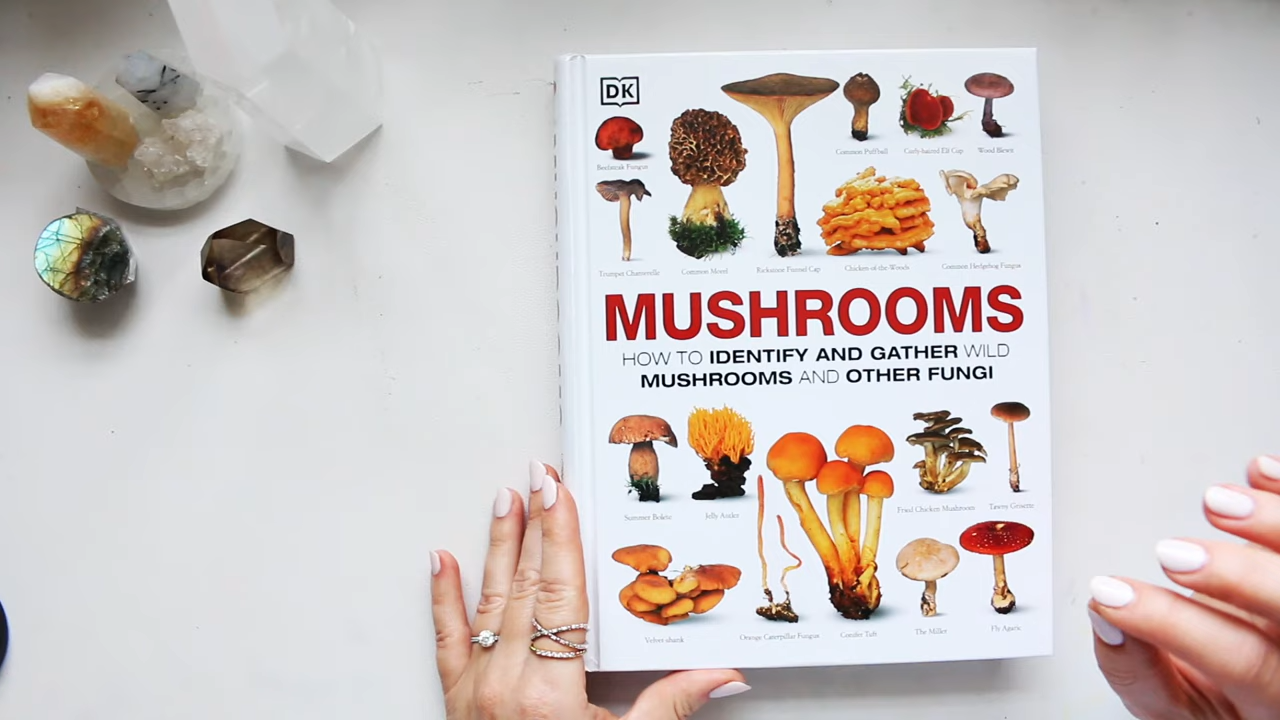 DK
Common Puffball
Curly-haired Elf Cup
Wood Blewit
Beefsteak Fungus
Trumpet Chanterelle
Common Morel
Rickstone Funnel Cap
Chicken-of-the-Woods
Common Hedgehog Fungus
MUSHROOMS
HOW TO IDENTIFY AND GATHER WILD
MUSHROOMS AND OTHER FUNGI
Summer Bolete
Jelly Antler
Fried Chicken Mushroom
Tawny Grisette
Velvet shank
Orange Caterpillar Fungus
Conifer Tuft
The Miller
Fly Agaric